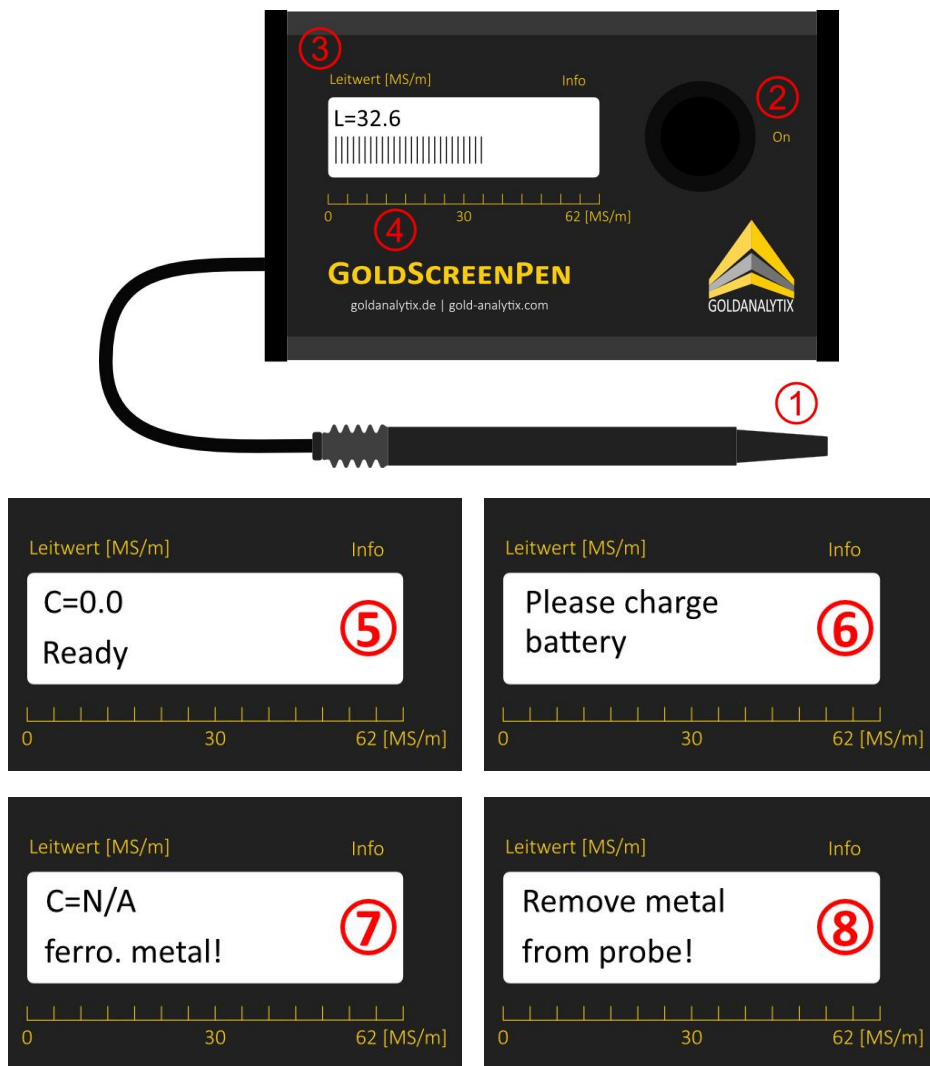 ③
Leitwert [MS/m] Info
②
L=32.6
On
0 30 62 [MS/m]
④
GOLDSCREENPEN
goldanalytix.de | gold-analytix.com
GOLDANALYTIX
①
Leitwert [MS/m] Info
C=0.0
Ready
⑤
0 30 62 [MS/m]
Leitwert [MS/m] Info
Please charge
battery
⑥
0 30 62 [MS/m]
Leitwert [MS/m] Info
C=N/A
ferro. metal!
⑦
0 30 62 [MS/m]
Leitwert [MS/m] Info
Remove metal
from probe!
⑧
0 30 62 [MS/m]